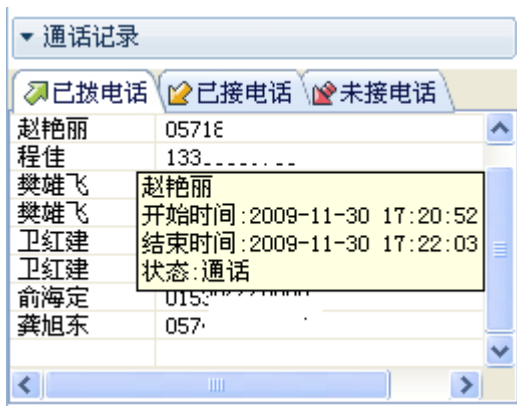 通话记录
已拨电话 已接电话 未接电话
赵艳丽 05718
程佳 133
樊雄飞
樊雄飞
卫红建
卫红建
俞海定
龚旭东 057
赵艳丽
开始时间:2009-11-30 17:20:52
结束时间:2009-11-30 17:22:03
状态:通话